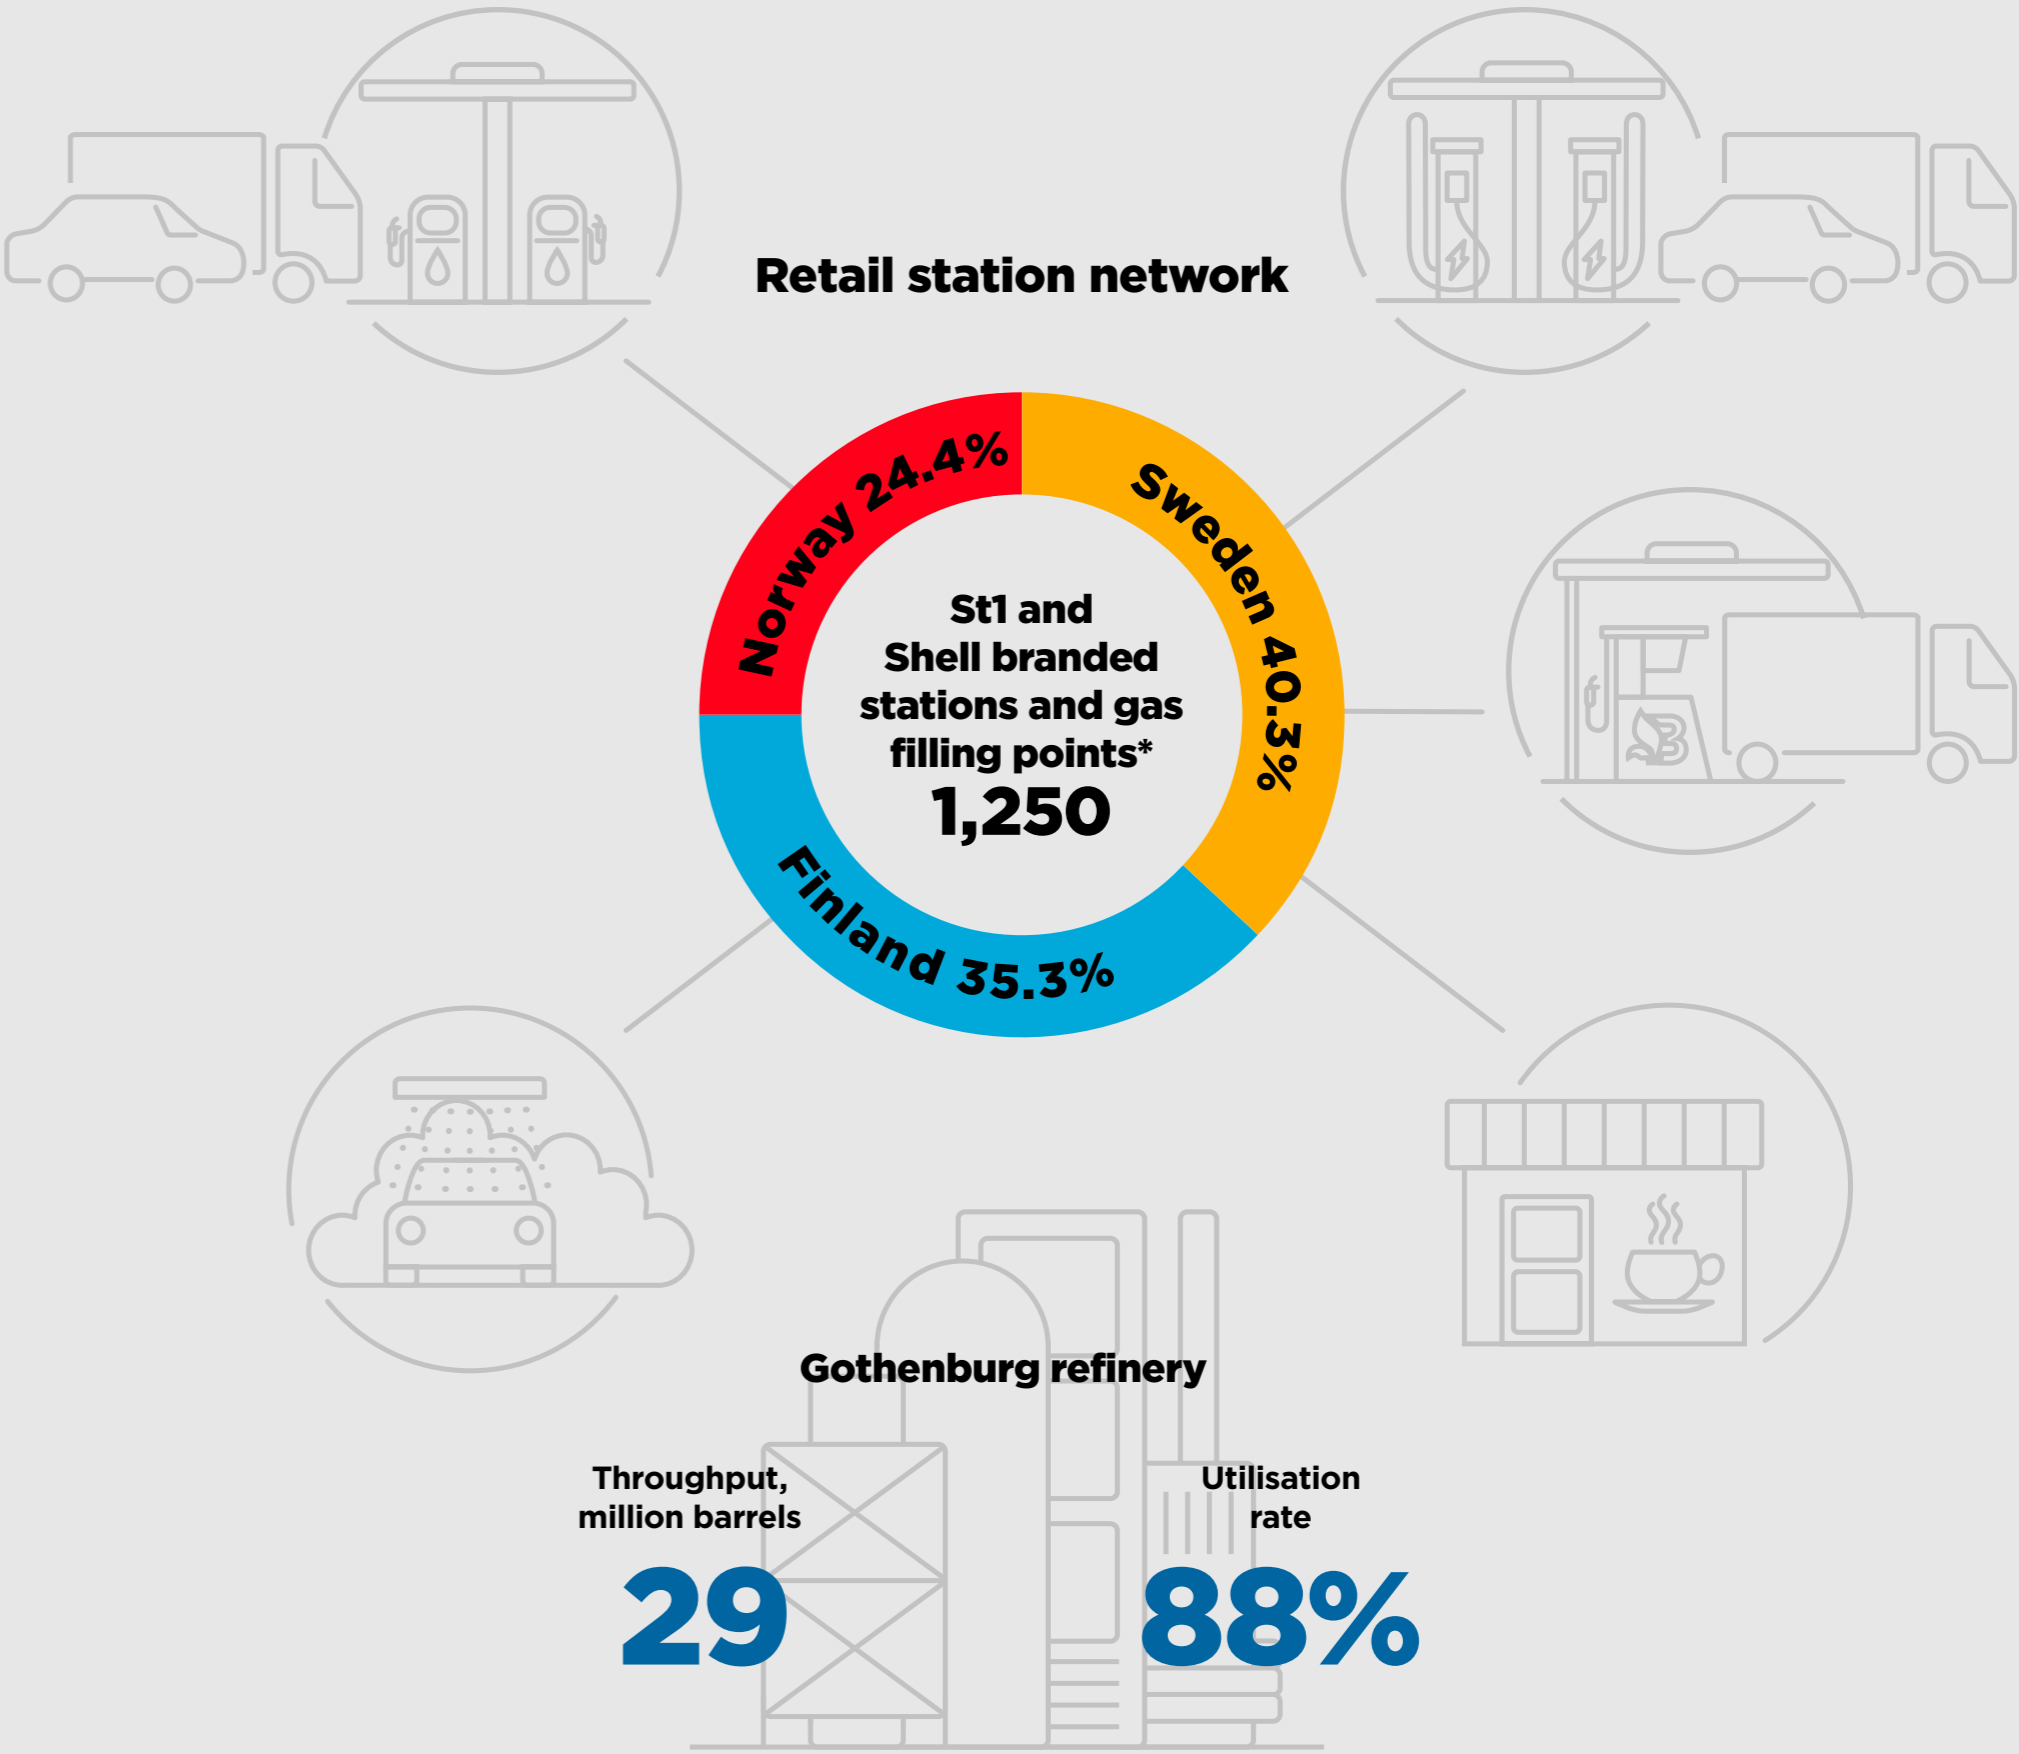 Retail station network
Norway 24.4%
Sweden 40.3%
Finland 35.3%
St1 and
Shell branded
stations and gas
filling points*
1,250
Gothenburg refinery
Throughput,
million barrels
29
Utilisation
rate
88%